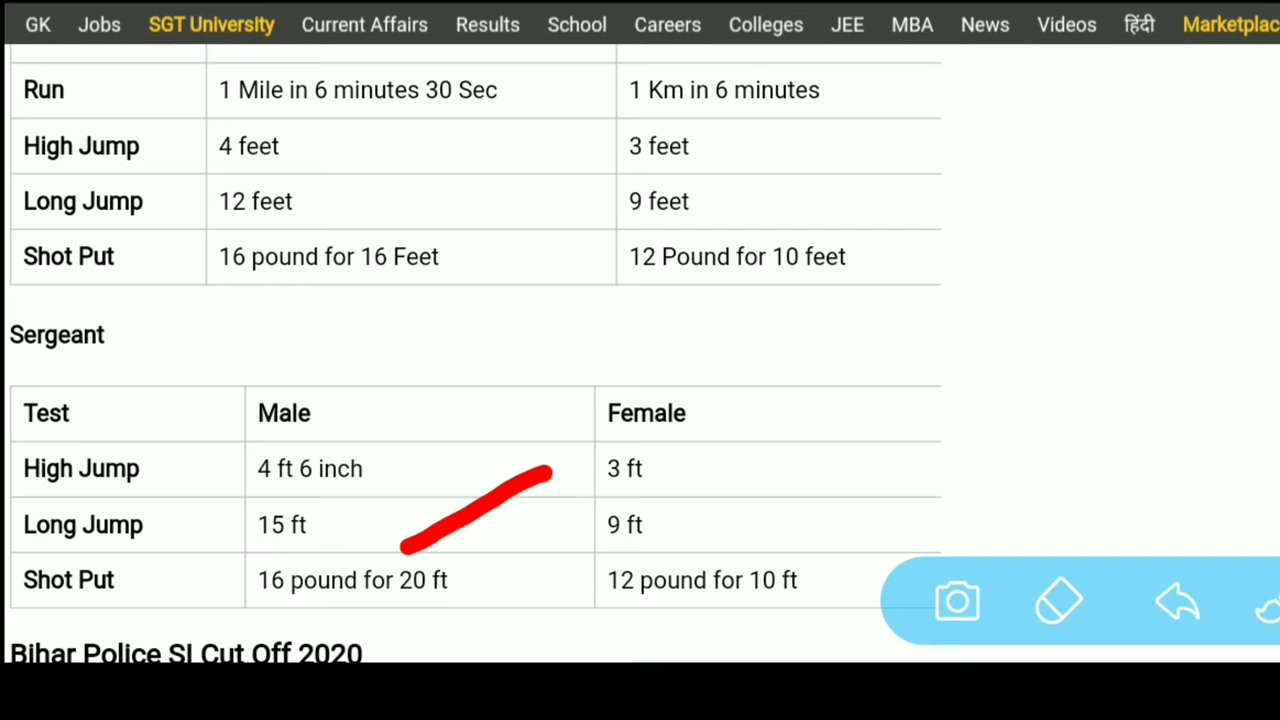 GK Jobs SGT University Current Affairs Results School Careers Colleges JEE MBA News Videos हिंदी Marketplac
Run 1 Mile in 6 minutes 30 Sec 1 Km in 6 minutes
High Jump 4 feet 3 feet
Long Jump 12 feet 9 feet
Shot Put 16 pound for 16 Feet 12 Pound for 10 feet
Sergeant
Test Male Female
High Jump 4 ft 6 inch 3 ft
Long Jump 15 ft 9 ft
Shot Put 16 pound for 20 ft 12 pound for 10 ft
Bihar Police SI Cut Off 2020